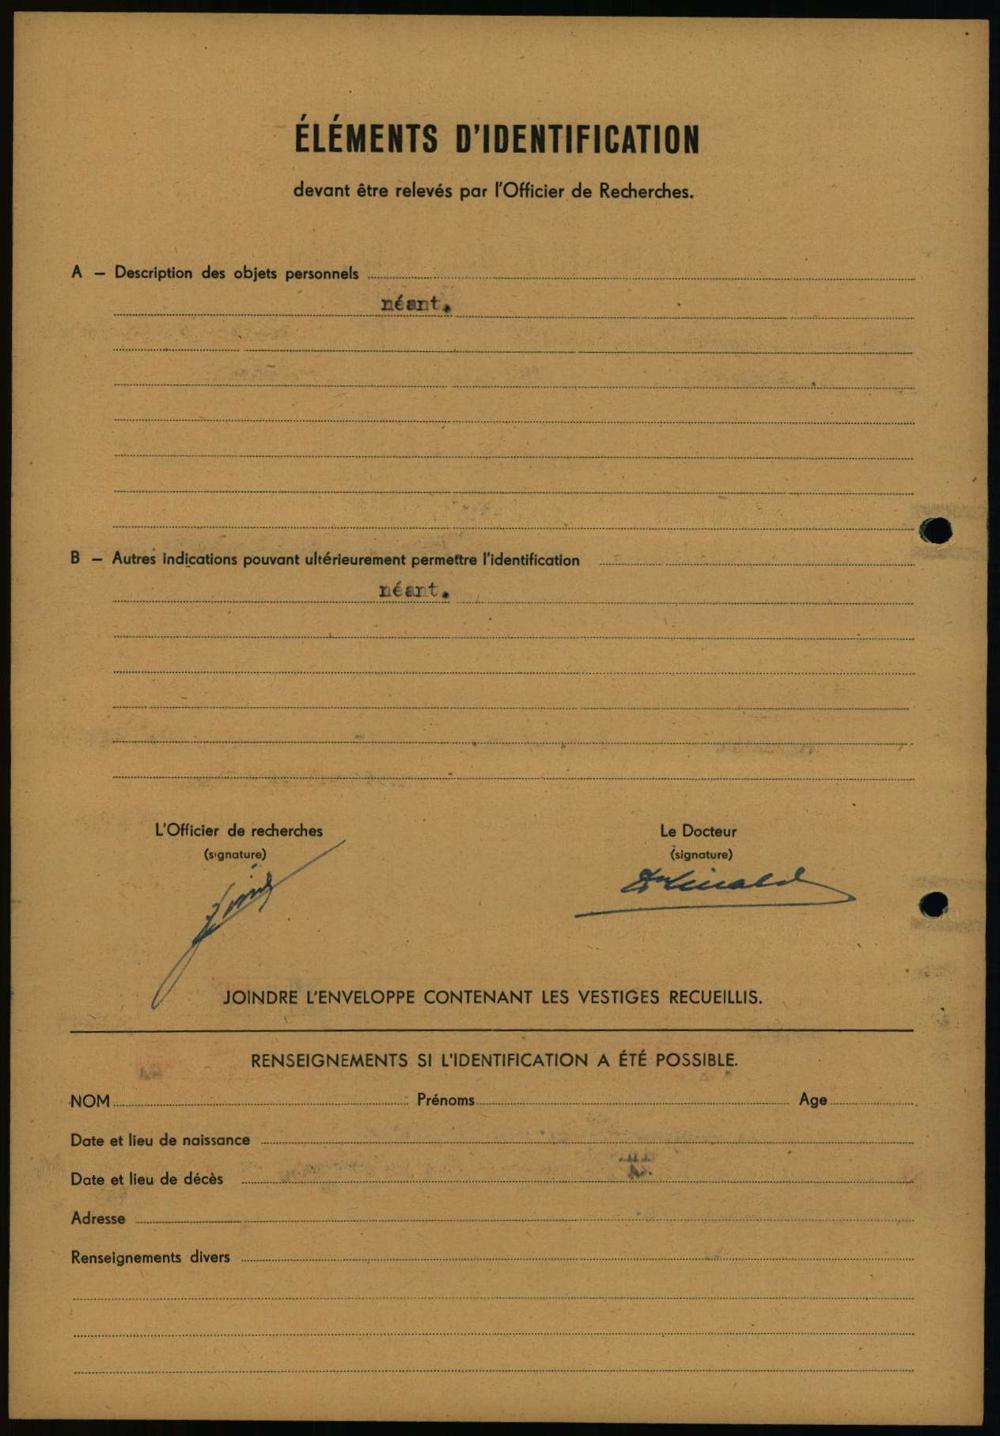 ÉLÉMENTS D'IDENTIFICATION
devant être relevés par l'Officier de Recherches.
A – Description des objets personnels
néant.
B – Autres indications pouvant ultérieurement permettre l'identification
néant.
L'Officier de recherches
(signature)
Le Docteur
(signature)
JOINDRE L'ENVELOPPE CONTENANT LES VESTIGES RECUEILLIS.
RENSEIGNEMENTS SI L'IDENTIFICATION A ÉTÉ POSSIBLE.
NOM Prénoms Age
Date et lieu de naissance
Date et lieu de décès
Adresse
Renseignements divers